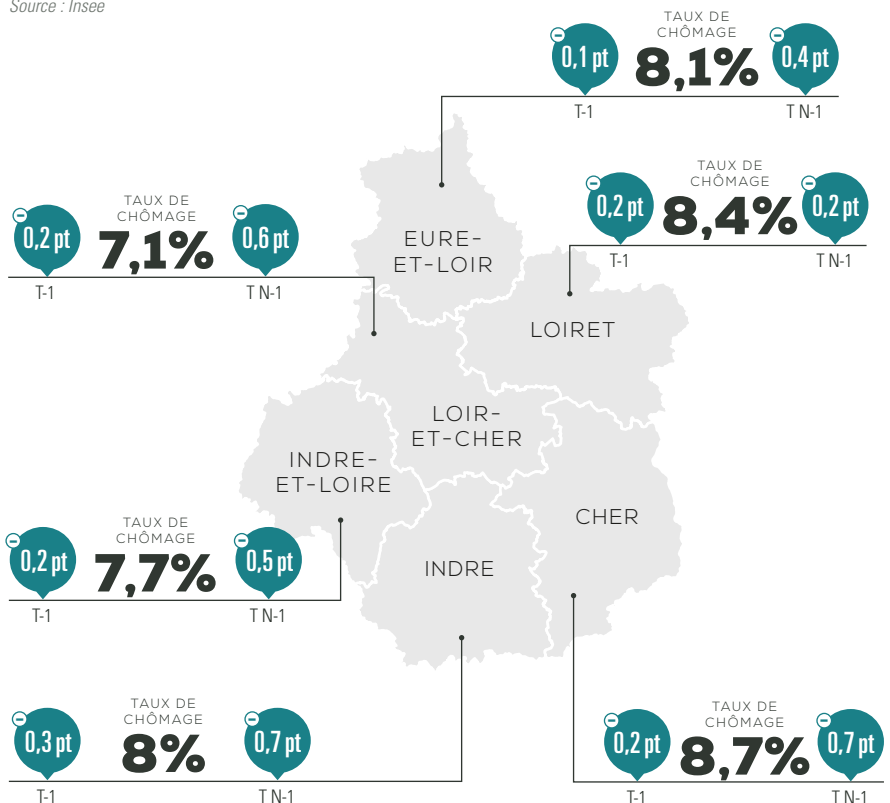 Source : Insee
TAUX DE
CHÔMAGE
0,1 pt
8,1%
0,4 pt
T-1
T N-1
TAUX DE
CHÔMAGE
0,2 pt
8,4%
0,2 pt
T-1
T N-1
TAUX DE
CHÔMAGE
0,2 pt
7,1%
0,6 pt
T-1
T N-1
EURE-
ET-LOIR
LOIRET
LOIR-
ET-CHER
INDRE-
ET-LOIRE
CHER
INDRE
TAUX DE
CHÔMAGE
0,2 pt
7,7%
0,5 pt
T-1
T N-1
TAUX DE
CHÔMAGE
0,3 pt
8%
0,7 pt
T-1
T N-1
TAUX DE
CHÔMAGE
0,2 pt
8,7%
0,7 pt
T-1
T N-1